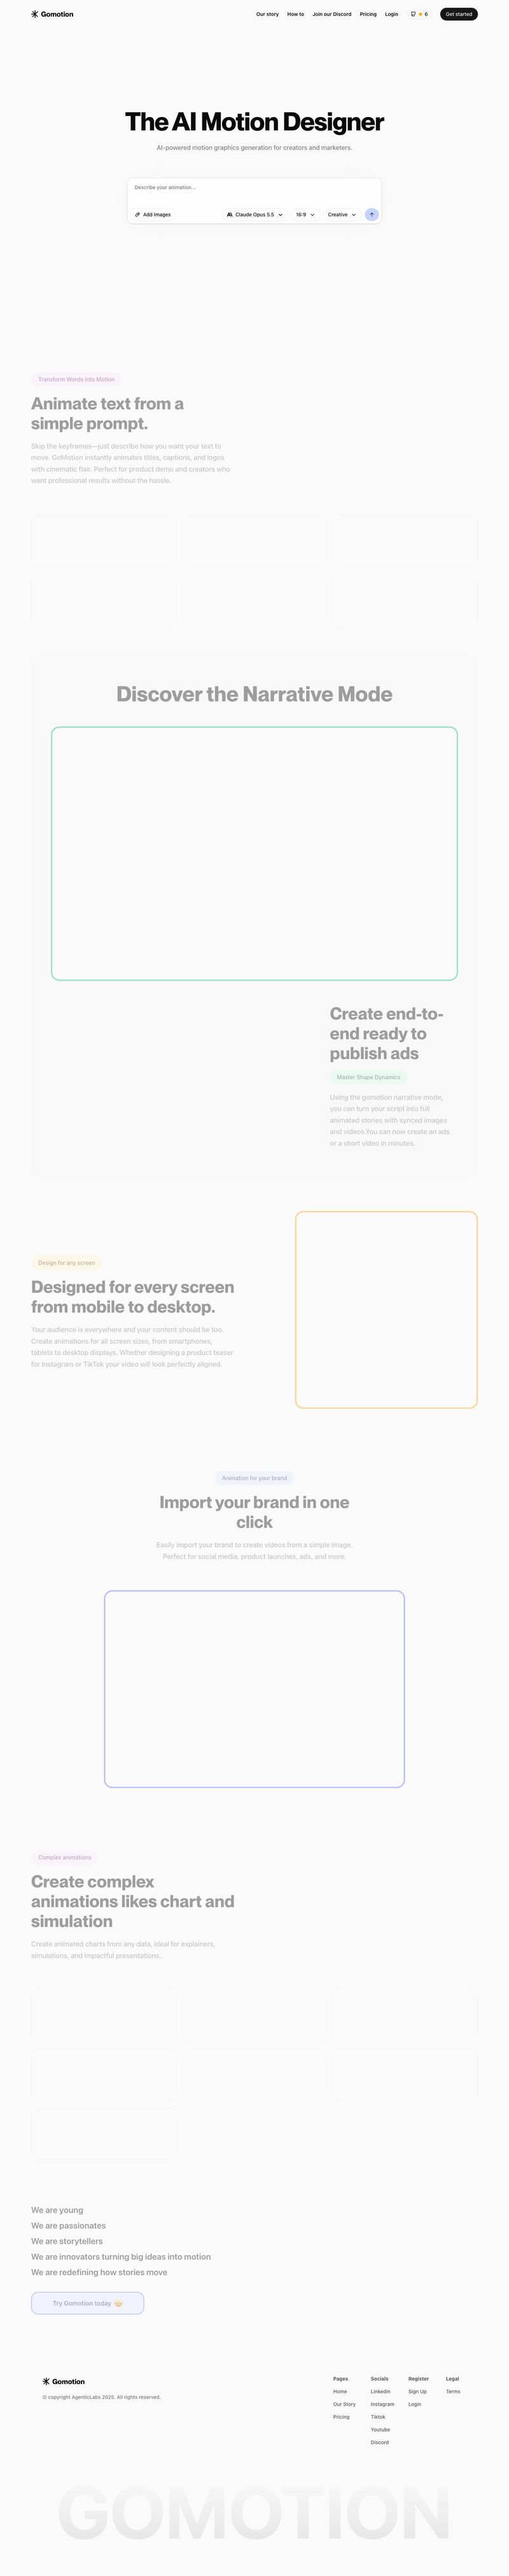 Gomotion
Our story
How to
Join our Discord
Pricing
Login
6
Get started
The AI Motion Designer
AI-powered motion graphics generation for creators and marketers.
Describe your animation...
Add Images
Claude Opus 5.5
16:9
Creative
Transform Words Into Motion
Animate text from a
simple prompt.
Skip the keyframes—just describe how you want your text to
move. GoMotion instantly animates titles, captions, and logos
with cinematic flair. Perfect for product demo and creators who
want professional results without the hassle.
Discover the Narrative Mode
Create end-to-
end ready to
publish ads
Master Shape Dynamics
Using the gomotion narrative mode,
you can turn your script into full
animated stories with synced images
and videos.You can now create an ads
or a short video in minutes.
Design for any screen
Designed for every screen
from mobile to desktop.
Your audience is everywhere and your content should be too.
Create animations for all screen sizes, from smartphones,
tablets to desktop displays. Whether designing a product teaser
for Instagram or TikTok your video will look perfectly aligned.
Animation for your brand
Import your brand in one
click
Easily import your brand to create videos from a simple image.
Perfect for social media, product launches, ads, and more.
Complex animations
Create complex
animations likes chart and
simulation
Create animated charts from any data, ideal for explainers,
simulations, and impactful presentations.
We are young
We are passionates
We are storytellers
We are innovators turning big ideas into motion
We are redefining how stories move
Try Gomotion today
Gomotion
© copyright AgenticLabs 2025. All rights reserved.
Pages
Home
Our Story
Pricing
Socials
Linkedin
Instagram
Tiktok
Youtube
Discord
Register
Sign Up
Login
Legal
Terms
GOMOTION